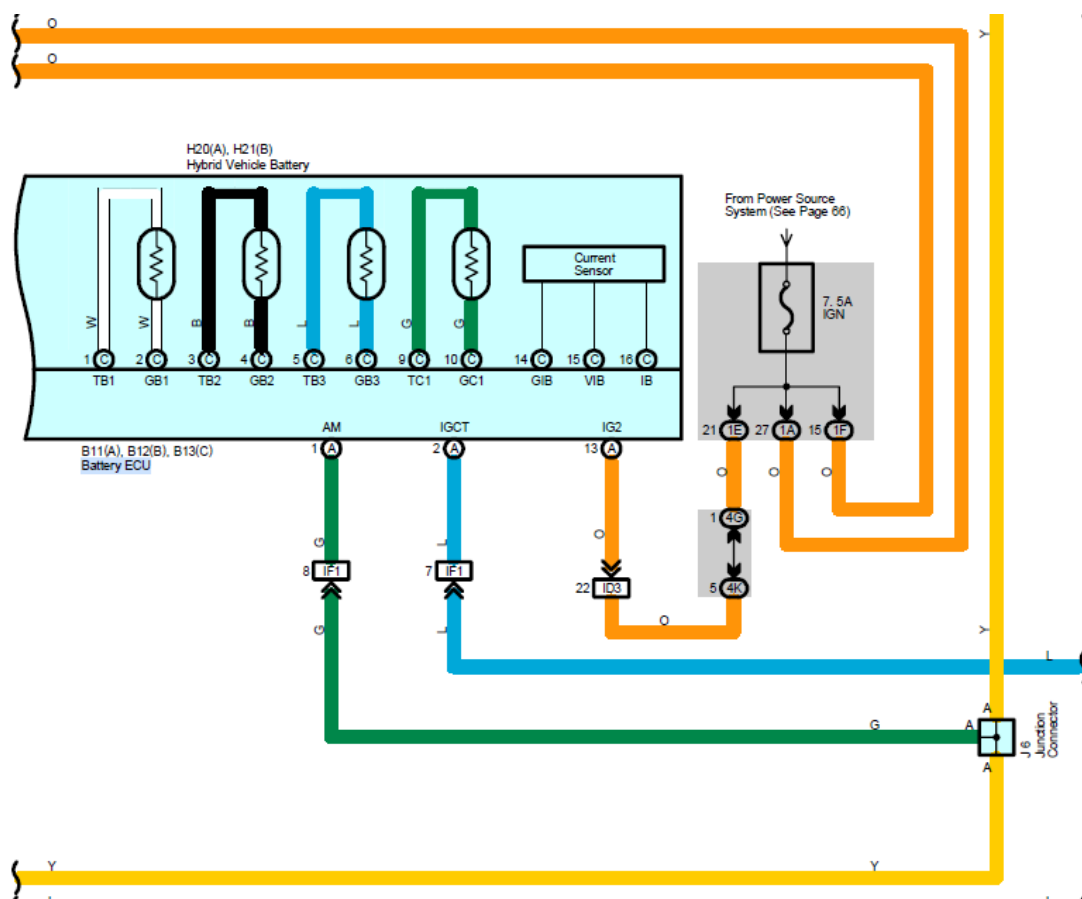 O
O
Y
H20(A), H21(B)
Hybrid Vehicle Battery
From Power Source
System (See Page 66)
Current
Sensor
7. 5A
IGN
W W B B L L G G
1 C 2 C 3 C 4 C 5 C 6 C 9 C 10 C 14 C 15 C 16 C
TB1 GB1 TB2 GB2 TB3 GB3 TC1 GC1 GIB VIB IB
AM IGCT IG2
21 1E 27 1A 15 1F
1 A 2 A 13 A
B11(A), B12(B), B13(C)
Battery ECU
O O O
1 4G
G L O
8 IF1 7 IF1 22 ID3 5 4K
G L O Y
L
A
G A
J 6
Junction
Connector
A
Y Y